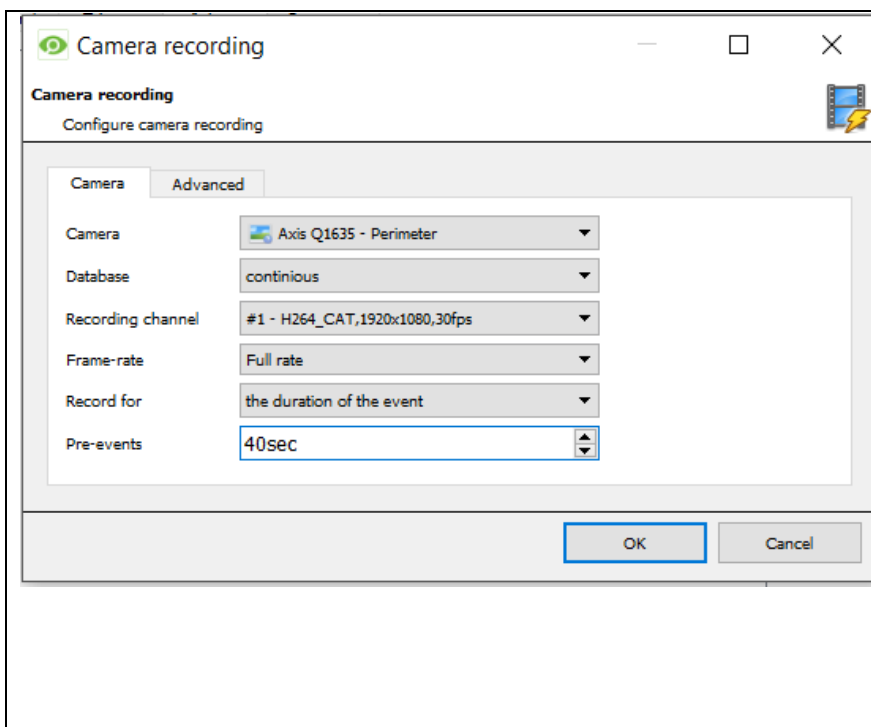 Camera recording
Camera recording
Configure camera recording
Camera Advanced
Camera Axis Q1635 - Perimeter
Database continious
Recording channel #1 - H264_CAT,1920x1080,30fps
Frame-rate Full rate
Record for the duration of the event
Pre-events 40sec
OK Cancel